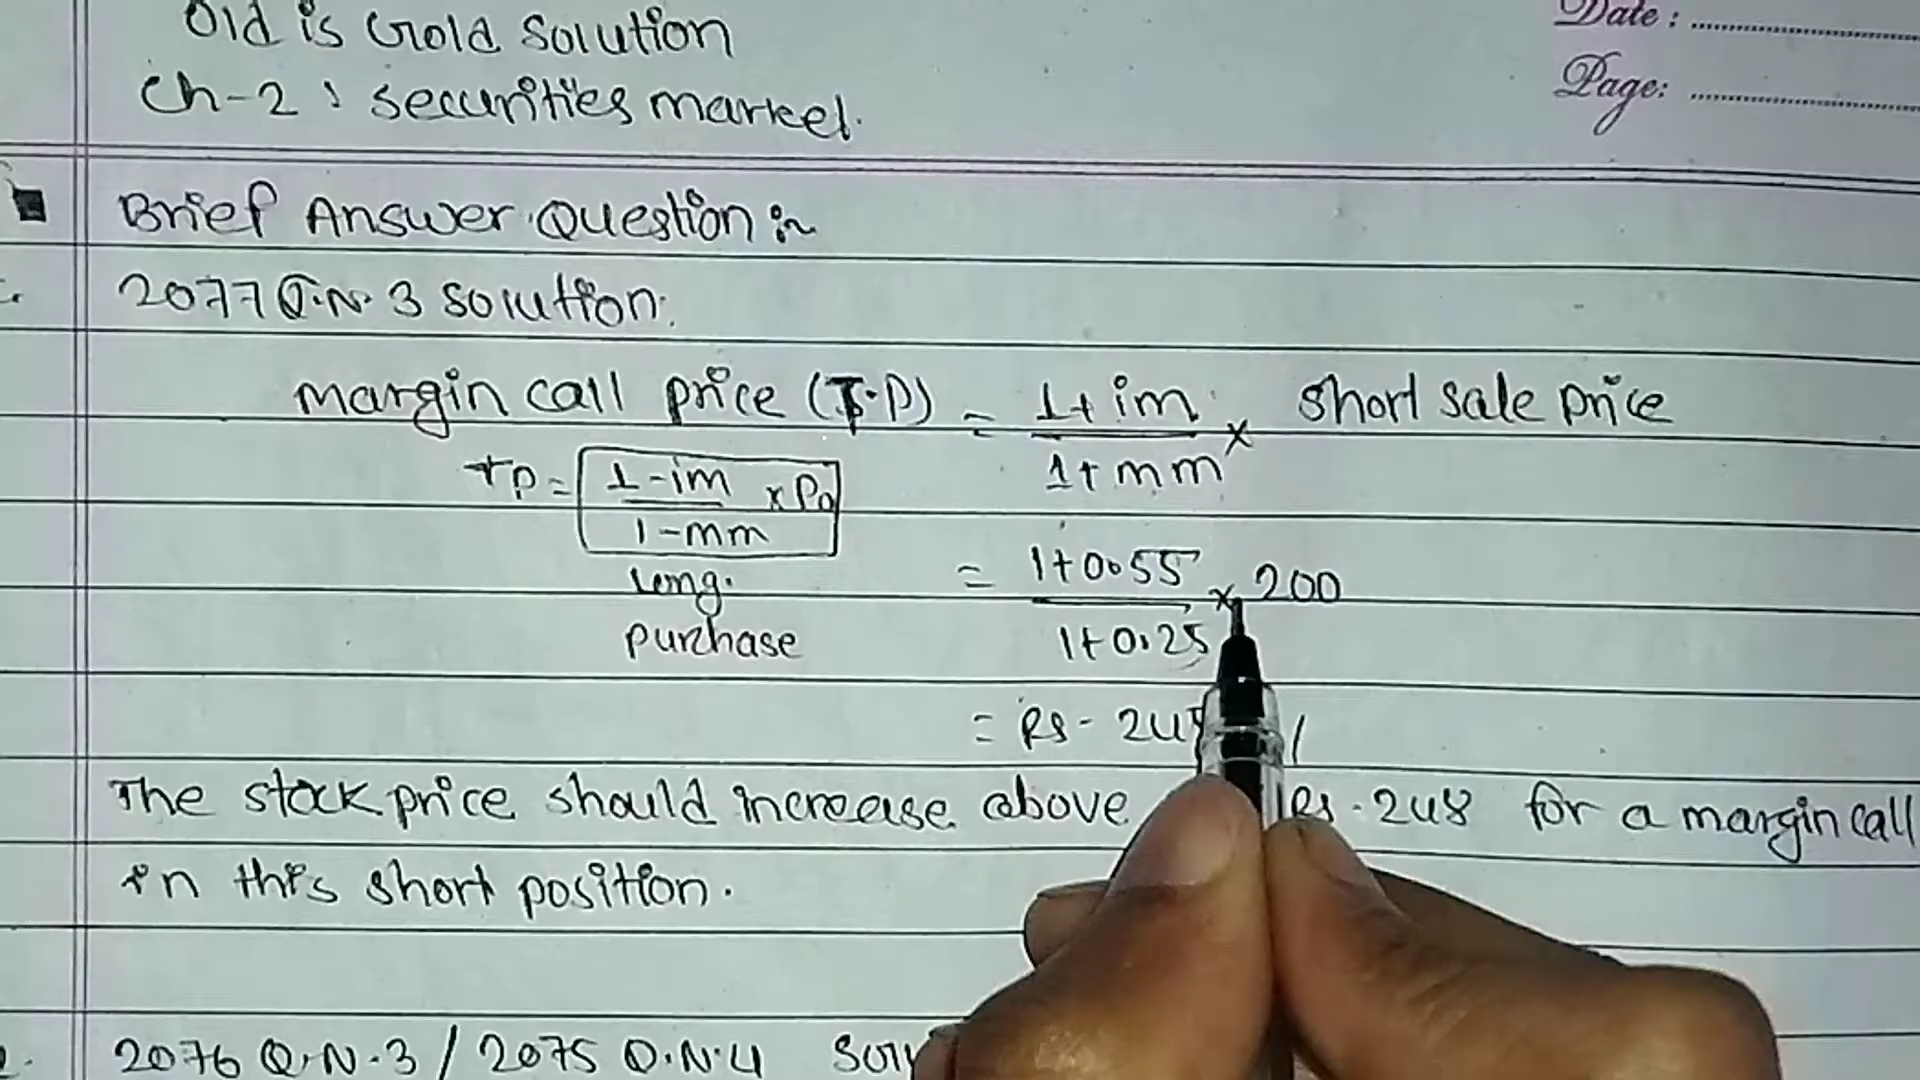 Old is Gold Solution
Ch-2: securities market.
Date:
Page:
Brief Answer Question:~
2077 Q.N. 3 Solution.
margin call price (T.P) = 1+im / 1+mm × short sale price
TP = 1-im / 1-mm × P0
long.
purchase
= 1+0.55 / 1+0.25 × 200
= Rs-
The stock price should increase above Rs.248 for a margin call
in this short position.
2076 Q.N.3 / 2075 Q.N.4